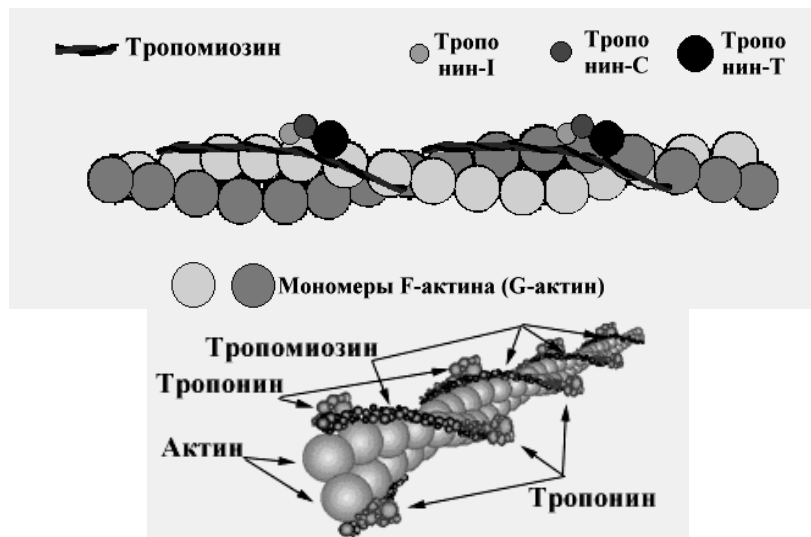 Тропомиозин
Тропо
нин-I
Тропо
нин-С
Тропо
нин-Т
Мономеры F-актина (G-актин)
Тропомиозин
Тропонин
Актин
Тропонин